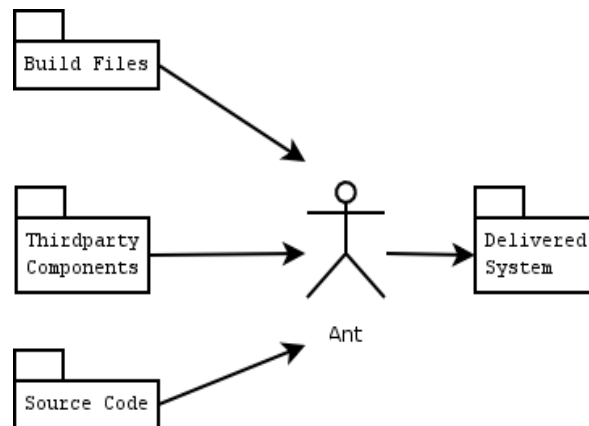 Build Files
Thirdparty
Components
Delivered
System
Ant
Source Code